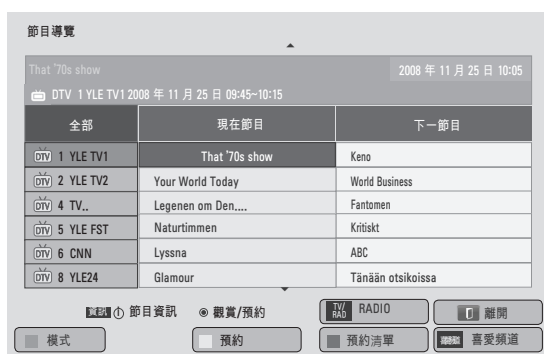 節目導覽
That '70s show 2008 年 11 月 25 日 10:05
DTV 1 YLE TV1 2008 年 11 月 25 日 09:45~10:15
全部 現在節目 下一節目
DTV 1 YLE TV1 That '70s show Keno
DTV 2 YLE TV2 Your World Today World Business
DTV 4 TV.. Legenen om Den.... Fantomen
DTV 5 YLE FST Naturtimmen Kritiskt
DTV 6 CNN Lyssna ABC
DTV 8 YLE24 Glamour Tänään otsikoissa
資訊 節目資訊 ◉ 觀賞/預約 TV/RAD RADIO 離開
模式 預約 預約清單 喜愛頻道